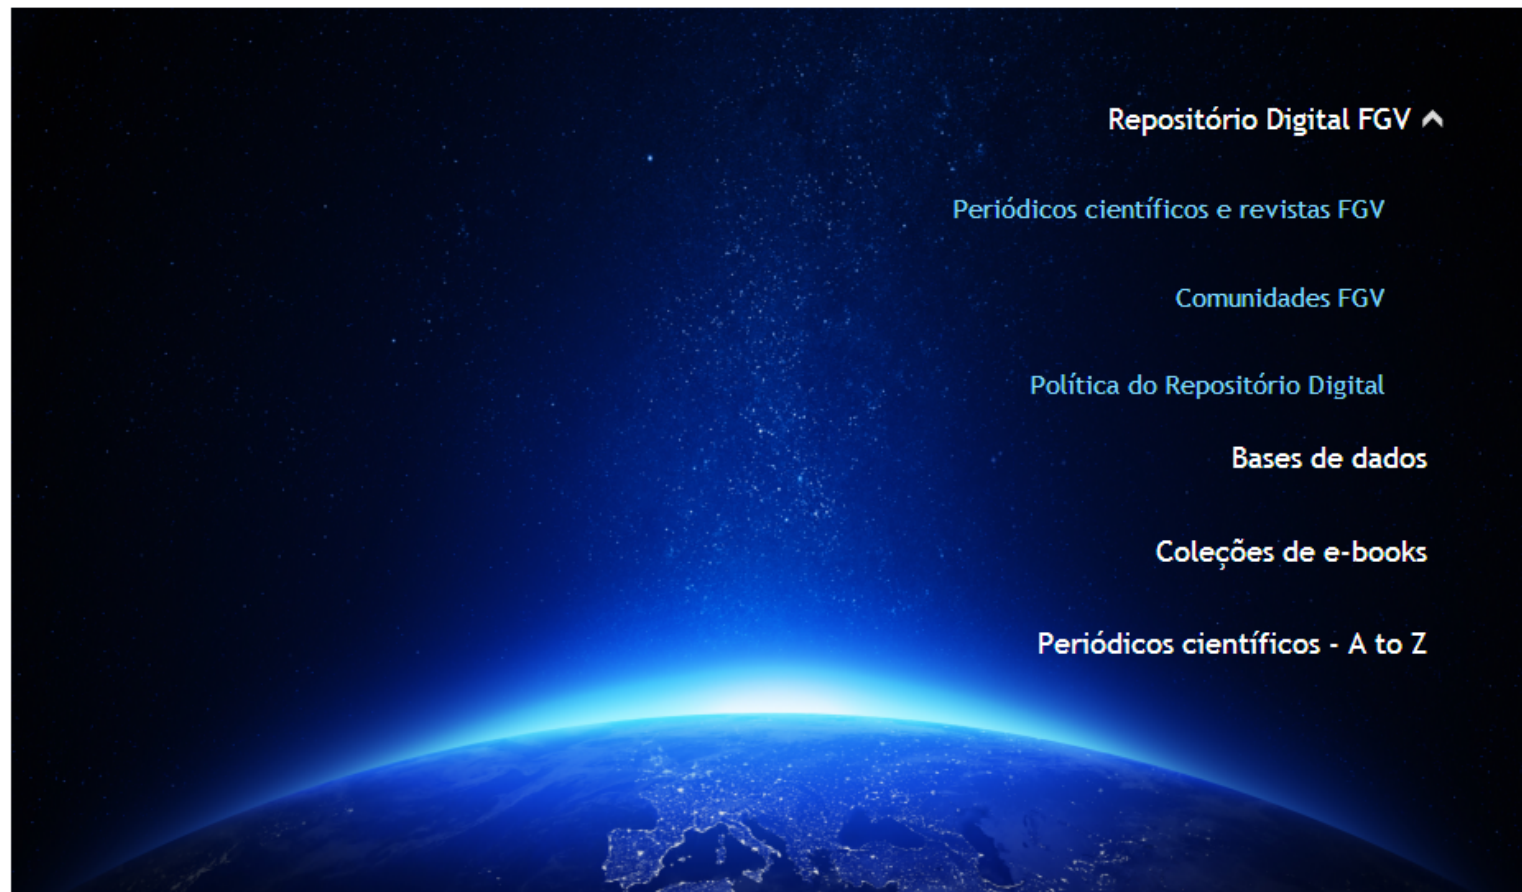 Repositório Digital FGV
Periódicos científicos e revistas FGV
Comunidades FGV
Política do Repositório Digital
Bases de dados
Coleções de e-books
Periódicos científicos - A to Z